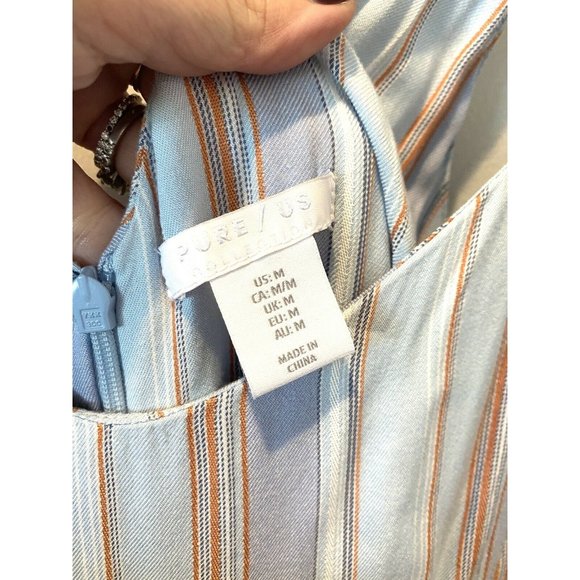 PURE / US
COLLECTION
US: M
CA: M/M
UK: M
EU: M
AU: M
MADE IN
CHINA